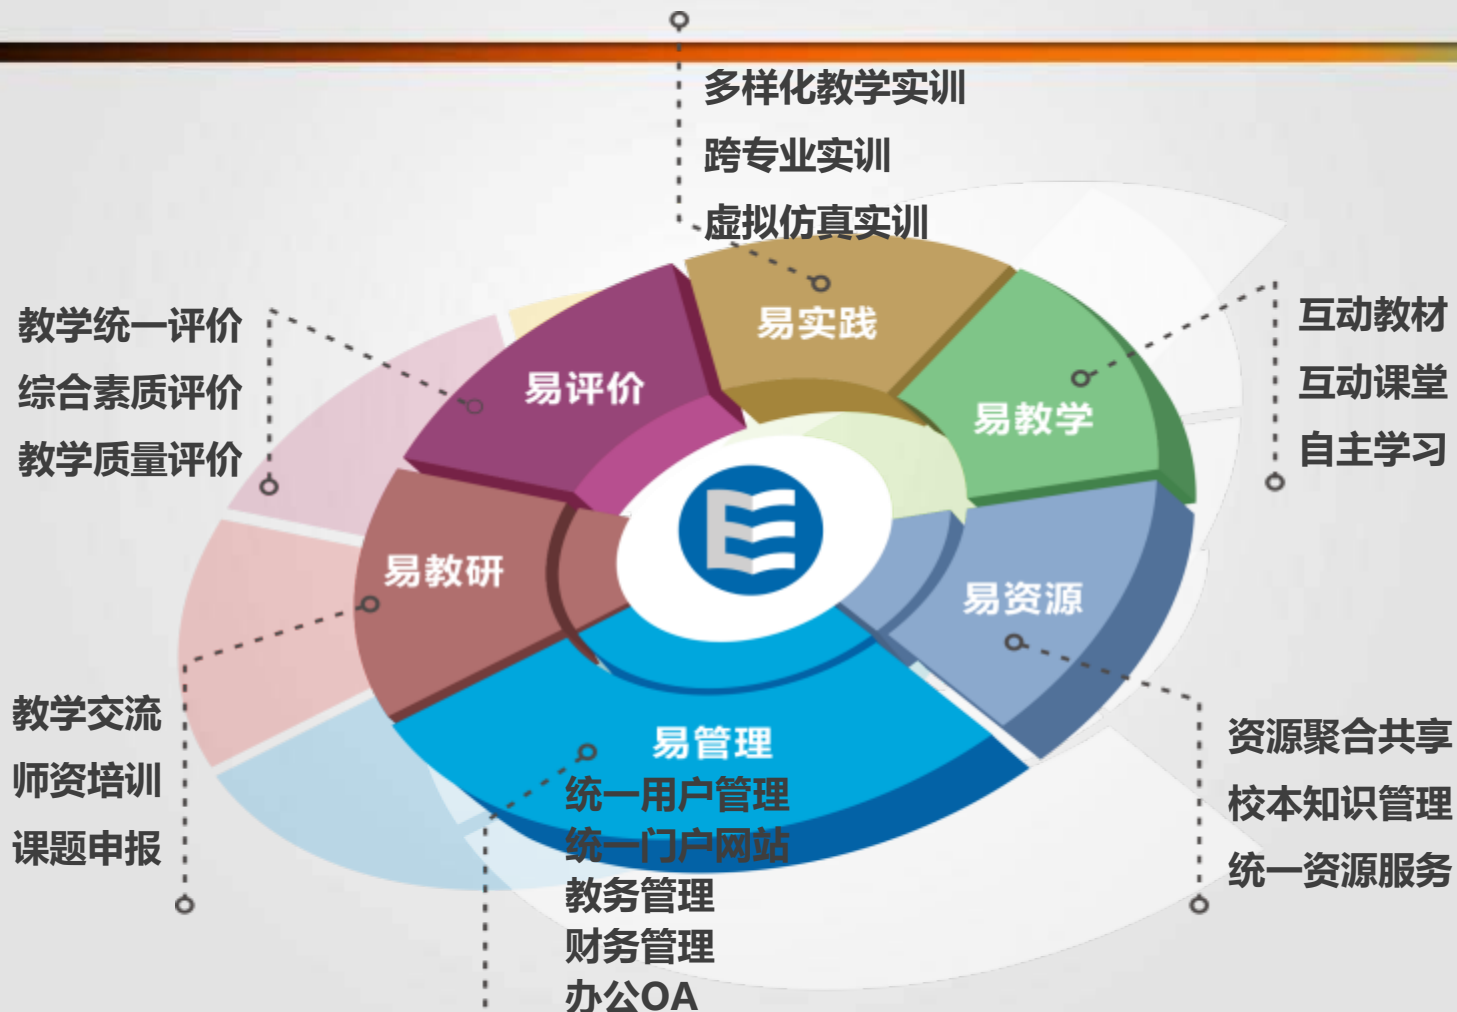 多样化教学实训
跨专业实训
虚拟仿真实训
易实践
教学统一评价
综合素质评价
教学质量评价
易评价
互动教材
互动课堂
自主学习
易教学
易教研
教学交流
师资培训
课题申报
易资源
资源聚合共享
校本知识管理
统一资源服务
易管理
统一用户管理
统一门户网站
教务管理
财务管理
办公OA